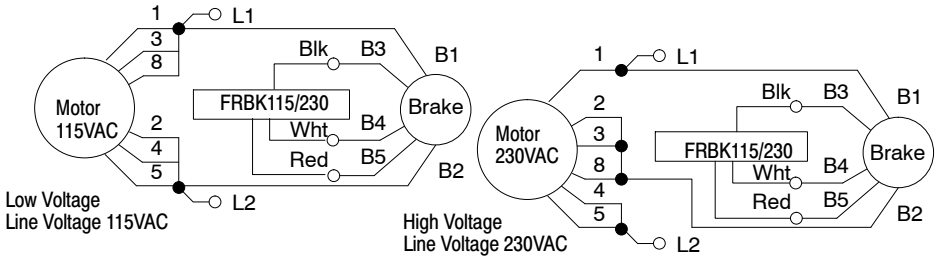 1
L1
3
8
Blk
B3
B1
Motor
115VAC
FRBK115/230
Brake
2
Wht
B4
4
Red
B5
5
B2
L2
Low Voltage
Line Voltage 115VAC
1
L1
Blk
B3
B1
2
Motor
230VAC
3
FRBK115/230
Brake
8
Wht
B4
4
Red
B5
5
B2
L2
High Voltage
Line Voltage 230VAC